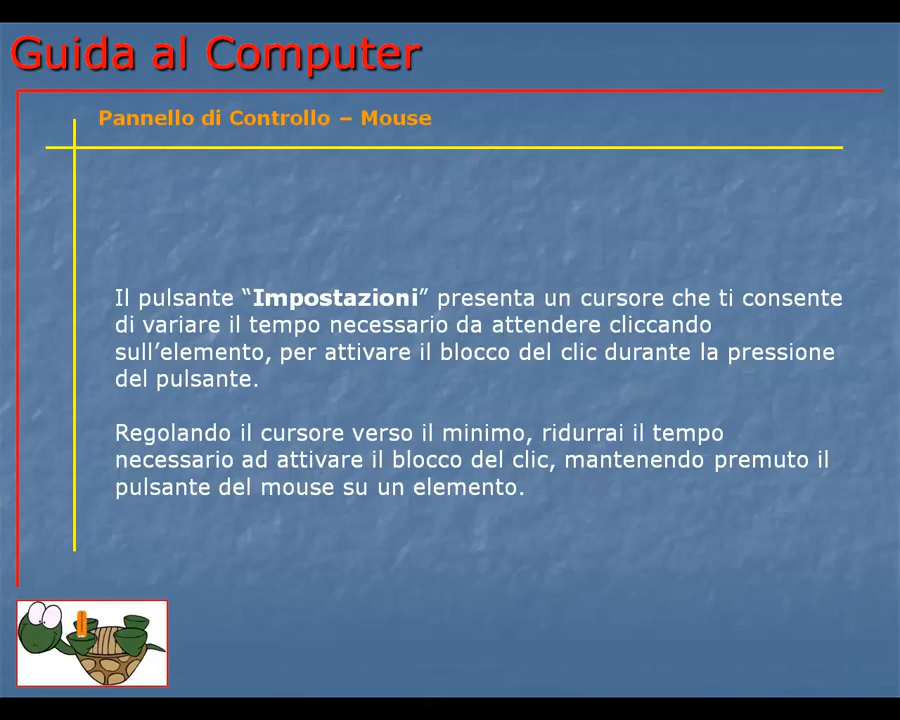 Guida al Computer
Pannello di Controllo – Mouse
Il pulsante “Impostazioni” presenta un cursore che ti consente
di variare il tempo necessario da attendere cliccando
sull’elemento, per attivare il blocco del clic durante la pressione
del pulsante.
Regolando il cursore verso il minimo, ridurrai il tempo
necessario ad attivare il blocco del clic, mantenendo premuto il
pulsante del mouse su un elemento.